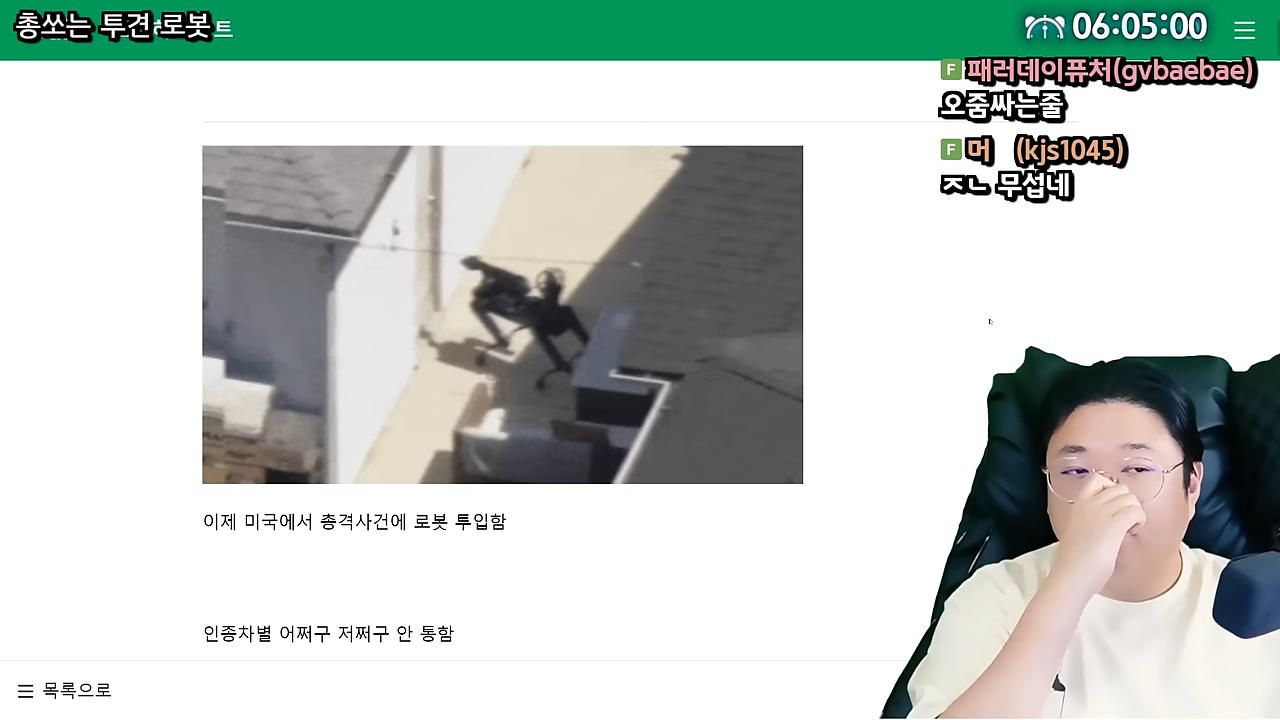 총쏘는 투견 로봇트
06:05:00
F 패러데이퓨처(gvbaebae)
오줌싸는줄
F 머 (kjs1045)
ㅈㄴ 무섭네
이제 미국에서 총격사건에 로봇 투입함
인종차별 어쩌구 저쩌구 안 통함
목록으로